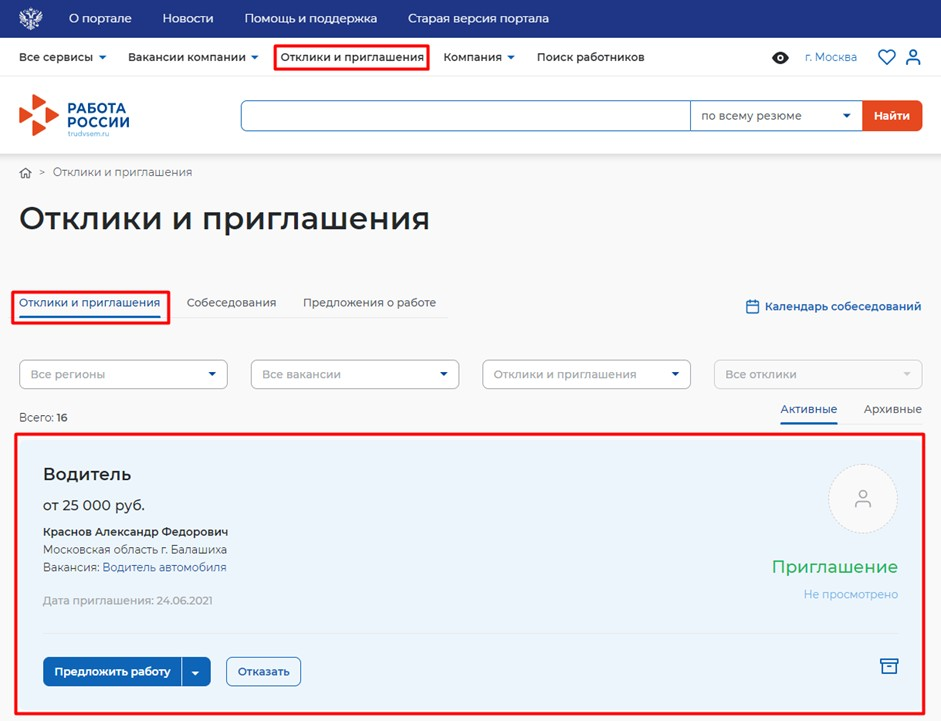 О портале Новости Помощь и поддержка Старая версия портала
Все сервисы Вакансии компании Отклики и приглашения Компания Поиск работников г. Москва
РАБОТА
РОССИИ
trudvsem.ru
по всему резюме Найти
> Отклики и приглашения
Отклики и приглашения
Отклики и приглашения Собеседования Предложения о работе Календарь собеседований
Все регионы Все вакансии Отклики и приглашения Все отклики
Всего: 16 Активные Архивные
Водитель
от 25 000 руб.
Краснов Александр Федорович
Московская область г. Балашиха
Вакансия: Водитель автомобиля
Приглашение
Не просмотрено
Дата приглашения: 24.06.2021
Предложить работу Отказать